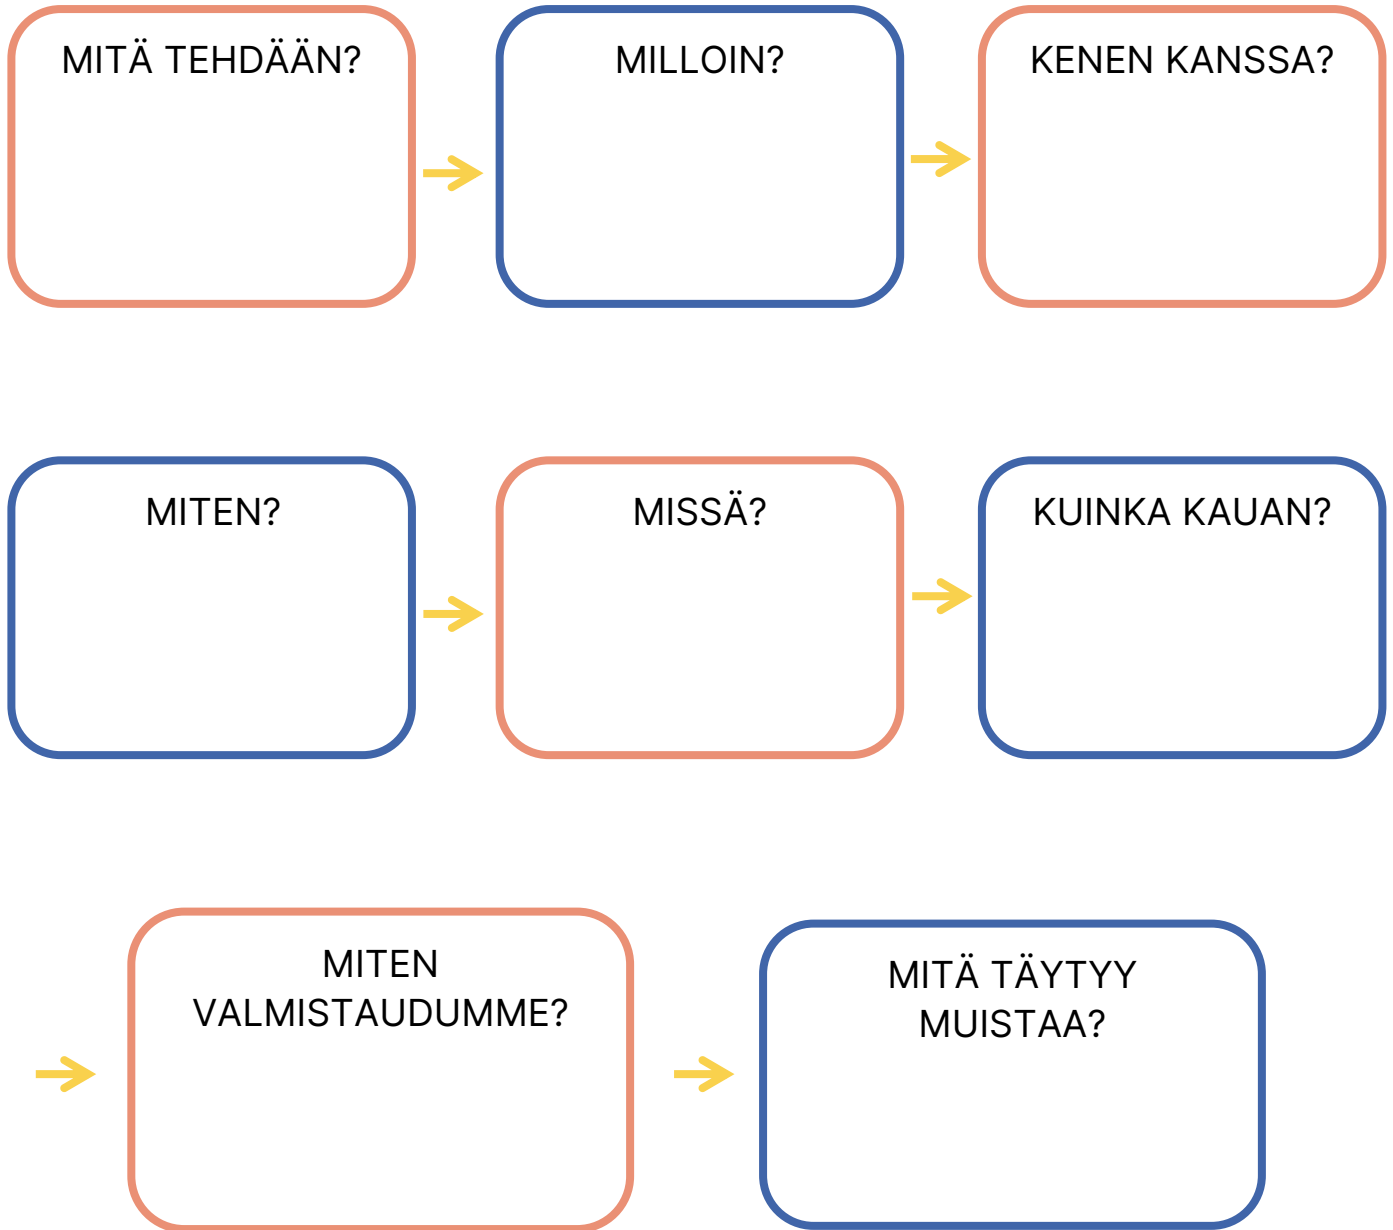 MITÄ TEHDÄÄN?
MILLOIN?
KENEN KANSSA?
MITEN?
MISSÄ?
KUINKA KAUAN?
MITEN
VALMISTAUDUMME?
MITÄ TÄYTYY
MUISTAA?